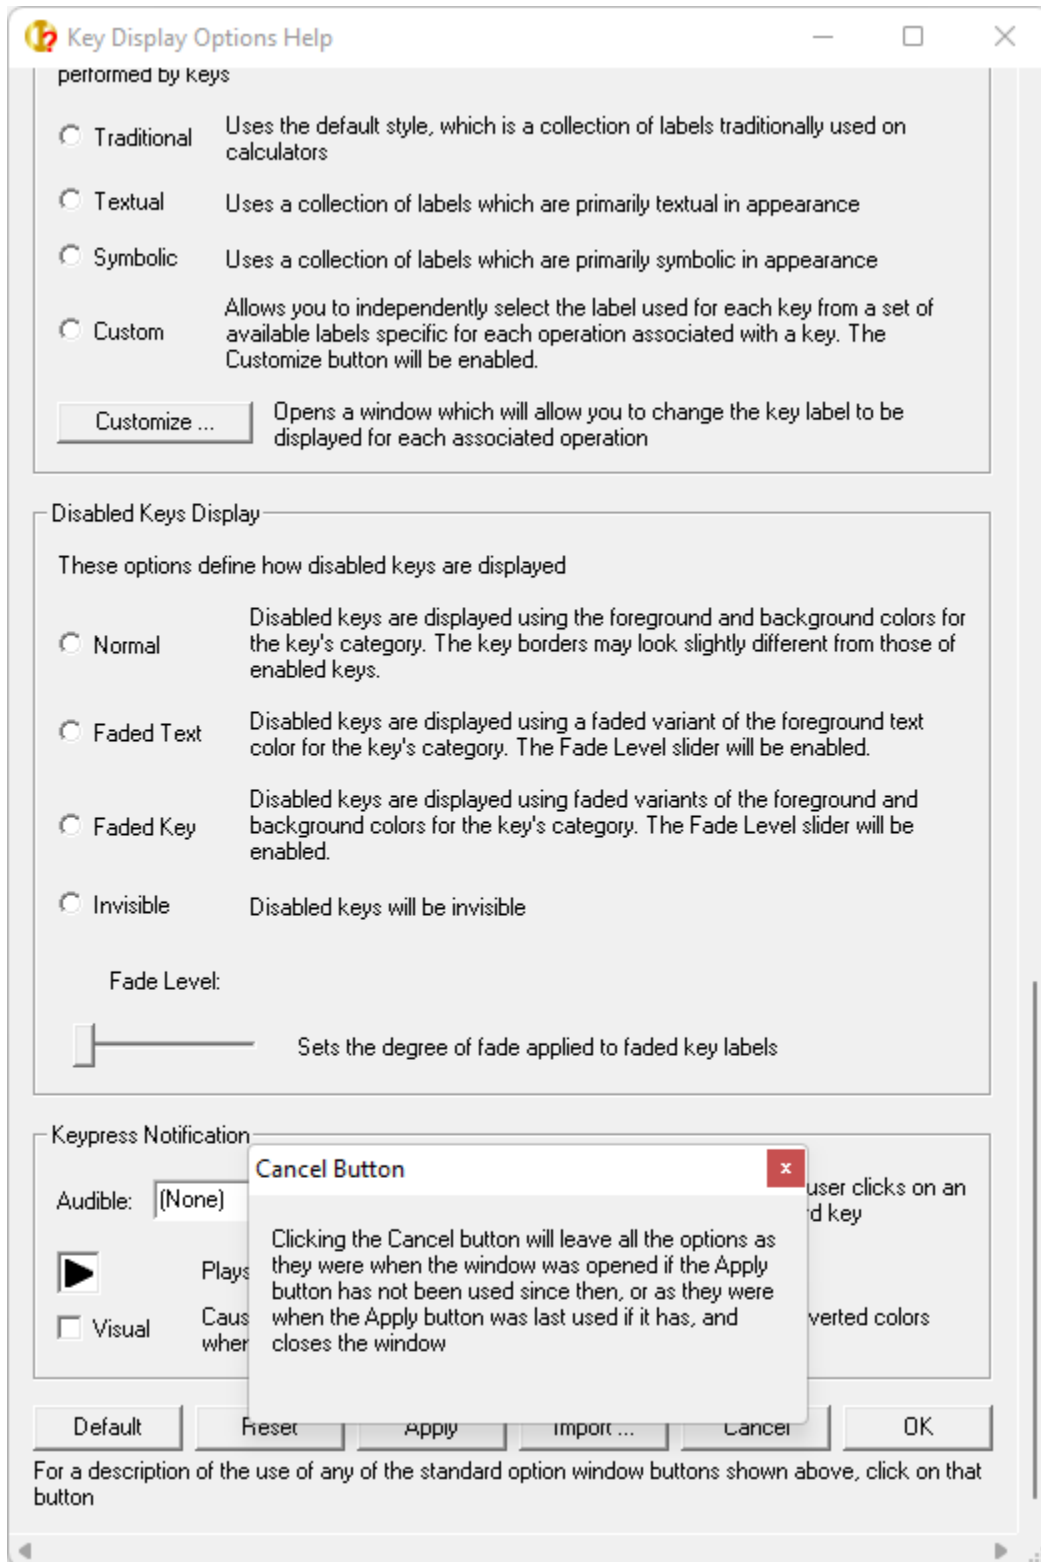 Key Display Options Help
performed by keys
Traditional
Uses the default style, which is a collection of labels traditionally used on
calculators
Textual
Uses a collection of labels which are primarily textual in appearance
Symbolic
Uses a collection of labels which are primarily symbolic in appearance
Custom
Allows you to independently select the label used for each key from a set of
available labels specific for each operation associated with a key. The
Customize button will be enabled.
Customize ...
Opens a window which will allow you to change the key label to be
displayed for each associated operation
Disabled Keys Display
These options define how disabled keys are displayed
Normal
Disabled keys are displayed using the foreground and background colors for
the key's category. The key borders may look slightly different from those of
enabled keys.
Faded Text
Disabled keys are displayed using a faded variant of the foreground text
color for the key's category. The Fade Level slider will be enabled.
Faded Key
Disabled keys are displayed using faded variants of the foreground and
background colors for the key's category. The Fade Level slider will be
enabled.
Invisible
Disabled keys will be invisible
Fade Level:
Sets the degree of fade applied to faded key labels
Keypress Notification
Audible:
(None)
user clicks on an
key
Plays
Visual
verted colors
Cancel Button
x
Clicking the Cancel button will leave all the options as
they were when the window was opened if the Apply
button has not been used since then, or as they were
when the Apply button was last used if it has, and
closes the window
Default
Reset
Apply
Import ...
Cancel
OK
For a description of the use of any of the standard option window buttons shown above, click on that
button